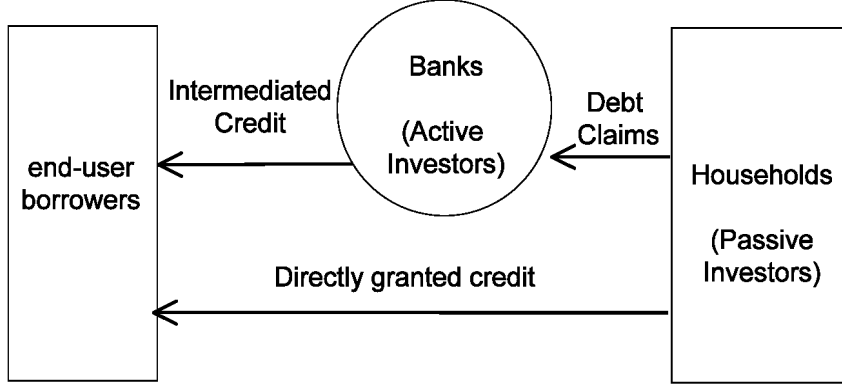 Banks
(Active
Investors)
Intermediated
Credit
Debt
Claims
end-user
borrowers
Households
(Passive
Investors)
Directly granted credit